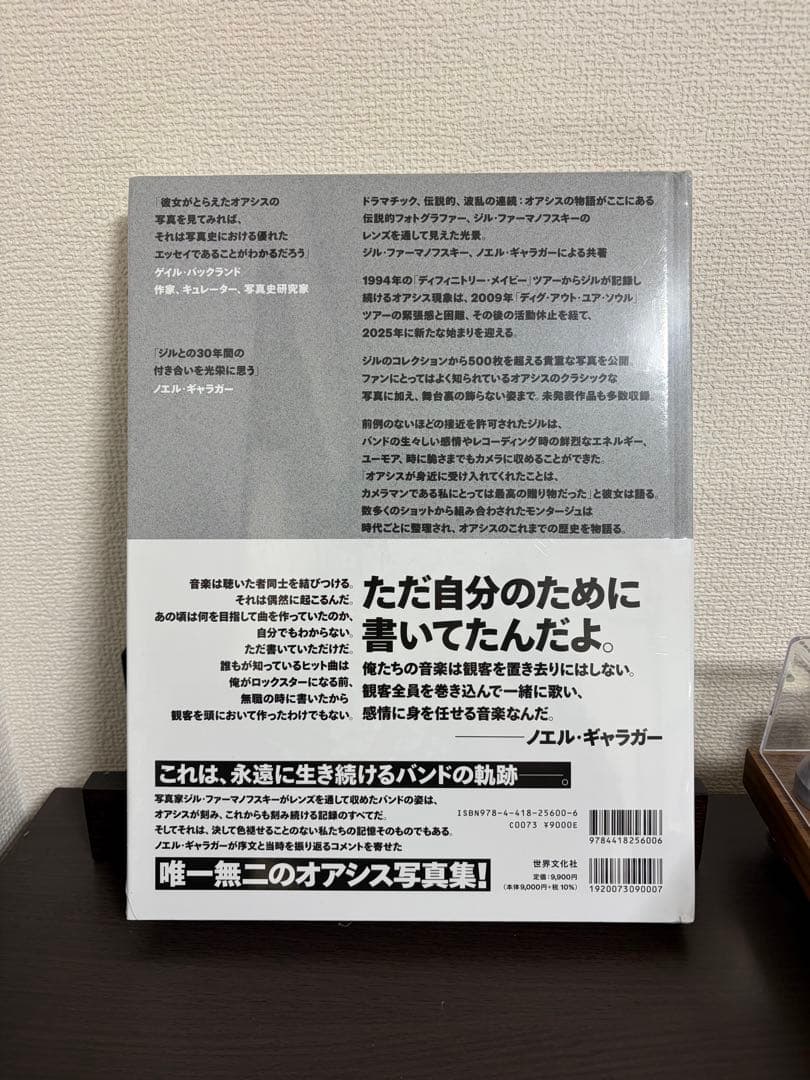 「彼女がとらえたオアシスの
写真を見てみれば、
それは写真史における優れた
エッセイであることがわかるだろう」
ゲイル・バックランド
作家、キュレーター、写真史研究家
「ジルとの30年間の
付き合いを光栄に思う」
ノエル・ギャラガー
ドラマチック、伝説的、波乱の連続：オアシスの物語がここにある
伝説的フォトグラファー、ジル・ファーマノフスキーの
レンズを通して見えた光景。
ジル・ファーマノフスキー、ノエル・ギャラガーによる共著
1994年の「ディフィニトリー・メイビー」ツアーからジルが記録し
続けるオアシス現象は、2009年「ディグ・アウト・ユア・ソウル」
ツアーの緊張感と困難、その後の活動休止を経て、
2025年に新たな始まりを迎える。
ジルのコレクションから500枚を超える貴重な写真を公開。
ファンにとってはよく知られているオアシスのクラシックな
写真に加え、舞台裏の飾らない姿まで。未発表作品も多数収録。
前例のないほどの接近を許可されたジルは、
バンドの生々しい感情やレコーディング時の鮮烈なエネルギー、
ユーモア、時に脆さまでもカメラに収めることができた。
「オアシスが身近に受け入れてくれたことは、
カメラマンである私にとっては最高の贈り物だった」と彼女は語る。
数多くのショットから組み合わされたモンタージュは
時代ごとに整理され、オアシスのこれまでの歴史を物語る。
音楽は聴いた者同士を結びつける。
それは偶然に起こるんだ。
あの頃は何を目指して曲を作っていたのか、
自分でもわからない。
ただ書いていただけだ。
誰もが知っているヒット曲は
俺がロックスターになる前、
無職の時に書いたから
観客を頭において作ったわけでもない。
ただ自分のために
書いてたんだよ。
俺たちの音楽は観客を置き去りにはしない。
観客全員を巻き込んで一緒に歌い、
感情に身を任せる音楽なんだ。
――ノエル・ギャラガー
これは、永遠に生き続けるバンドの軌跡――。
写真家ジル・ファーマノフスキーがレンズを通して収めたバンドの姿は、
オアシスが刻み、これからも刻み続ける記録のすべてだ。
そしてそれは、決して色褪せることのない私たちの記憶そのものでもある。
ノエル・ギャラガーが序文と当時を振り返るコメントを寄せた
唯一無二のオアシス写真集！
ISBN978-4-418-25600-6
C0073 ¥9000E
世界文化社
定価：9,900円
（本体9,000円+税10%）
9784418256006
1920073090007